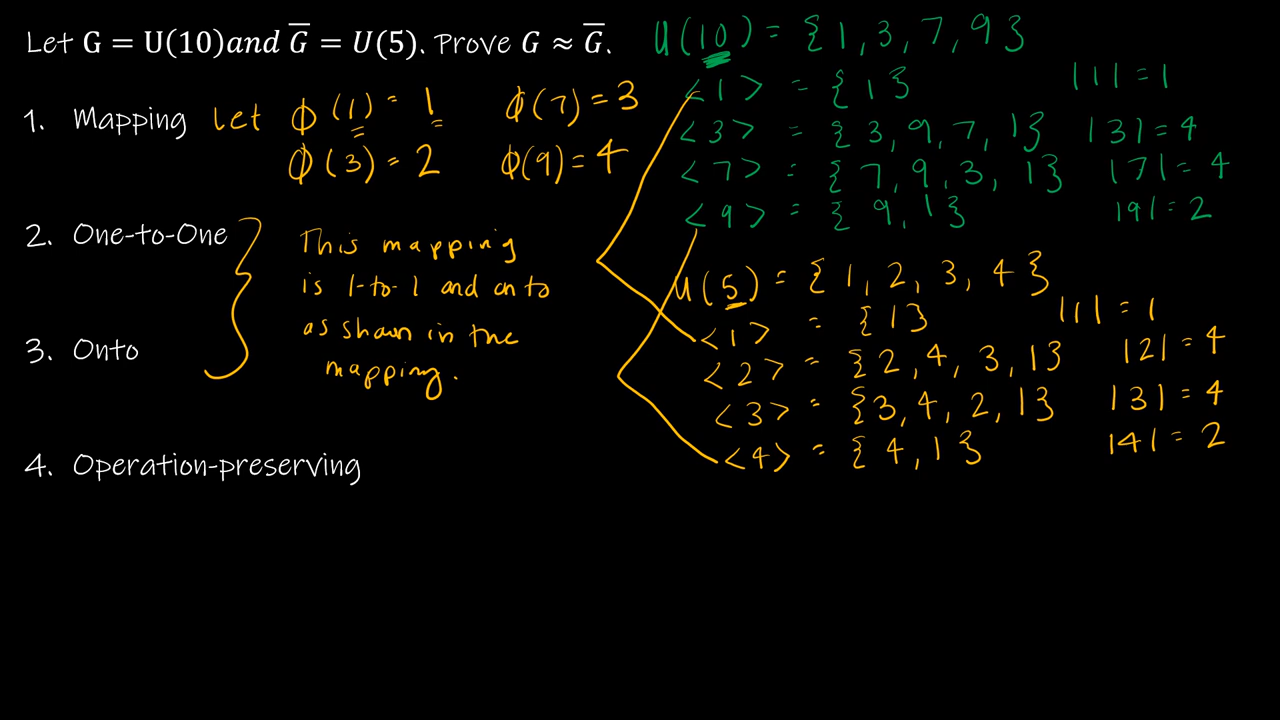 Let G = U(10)and G̅ = U(5). Prove G ≈ G̅.
1. Mapping Let ϕ(1) = 1 ϕ(7) = 3
ϕ(3) = 2 ϕ(9) = 4
2. One-to-One
This mapping
is 1-to-1 and onto
as shown in the
mapping.
3. Onto
4. Operation-preserving
U(10) = {1, 3, 7, 9}
<1> = {1} |1| = 1
<3> = {3, 9, 7, 1} |3| = 4
<7> = {7, 9, 3, 1} |7| = 4
<9> = {9, 1} |9| = 2
U(5) = {1, 2, 3, 4}
<1> = {1} |1| = 1
<2> = {2, 4, 3, 1} |2| = 4
<3> = {3, 4, 2, 1} |3| = 4
<4> = {4, 1} |4| = 2